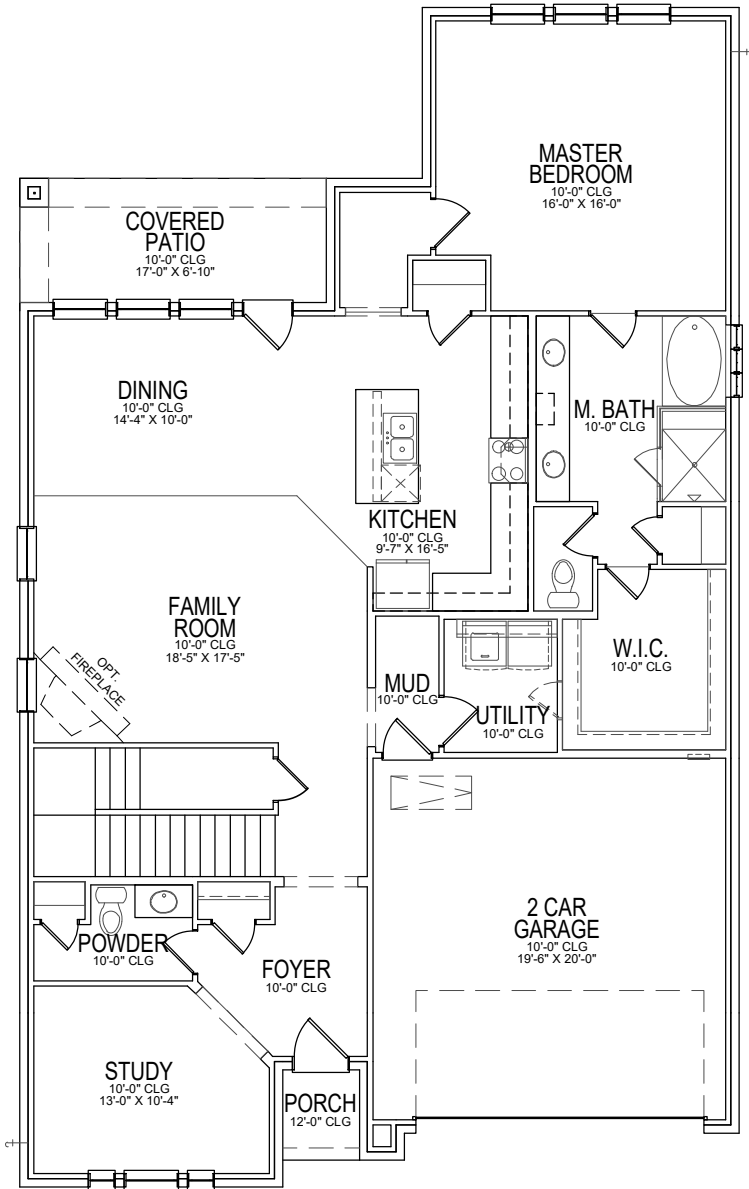 MASTER
BEDROOM
10'-0" CLG
16'-0" X 16'-0"
COVERED
PATIO
10'-0" CLG
17'-0" X 6'-10"
DINING
10'-0" CLG
14'-4" X 10'-0"
M. BATH
10'-0" CLG
KITCHEN
10'-0" CLG
9'-7" X 16'-5"
FAMILY
ROOM
10'-0" CLG
18'-5" X 17'-5"
OPT.
FIREPLACE
W.I.C.
10'-0" CLG
MUD
10'-0" CLG
UTILITY
10'-0" CLG
2 CAR
GARAGE
10'-0" CLG
19'-6" X 20'-0"
POWDER
10'-0" CLG
FOYER
10'-0" CLG
STUDY
10'-0" CLG
13'-0" X 10'-4"
PORCH
12'-0" CLG